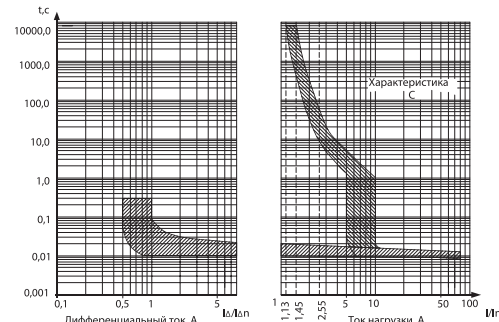 t,c
10000,0
1000,0
100,0
10,0
1,0
0,1
0,01
0,001
0,1 0,5 1 5 IΔ/IΔn
Дифференциальный ток, А
Характеристика
С
1 1,13 1,45 2,55 5 10 50 100 I/In
Ток нагрузки, А